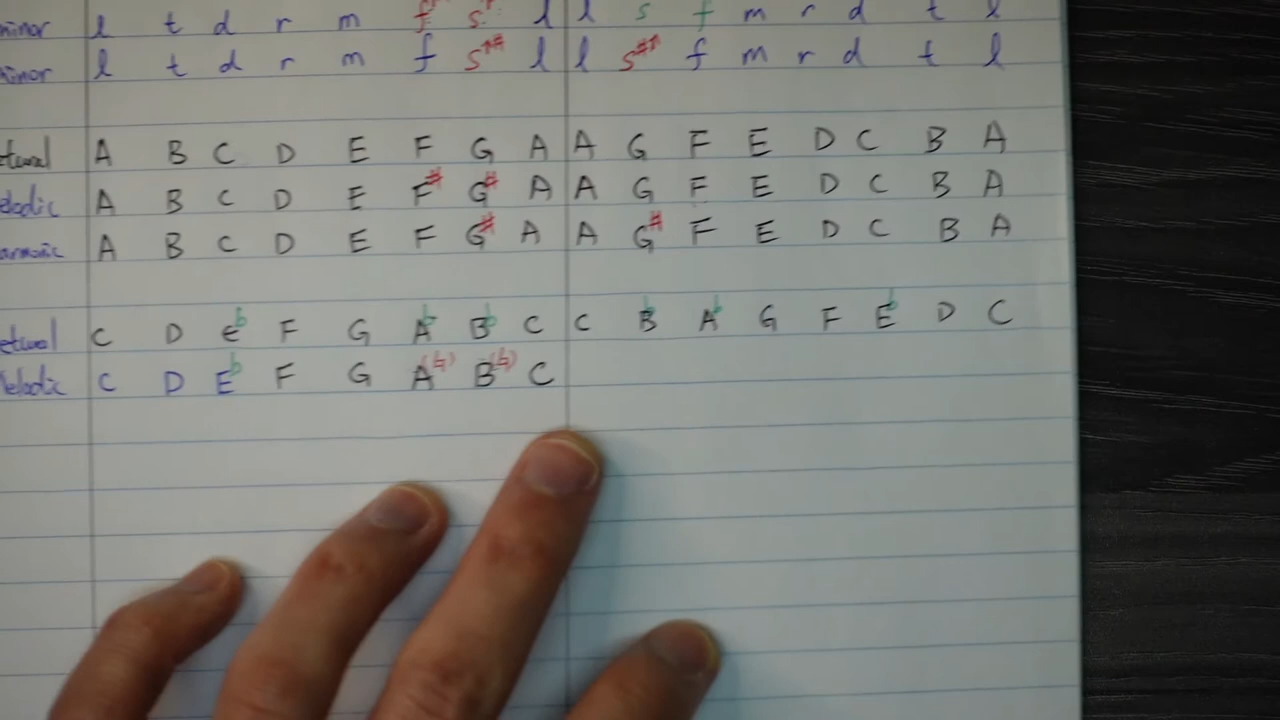 minor l t d r m f s l l s f m r d t l
minor l t d r m f s↑# l l s#↑ f m r d t l
A B C D E F G A A G F E D C B A
A B C D E F# G# A A G F E D C B A
A B C D E F G# A A G# F E D C B A
C D e♭ F G A♭ B♭ C C B♭ A♭ G F E♭ D C
C D E♭ F G A(♮) B(♮) C